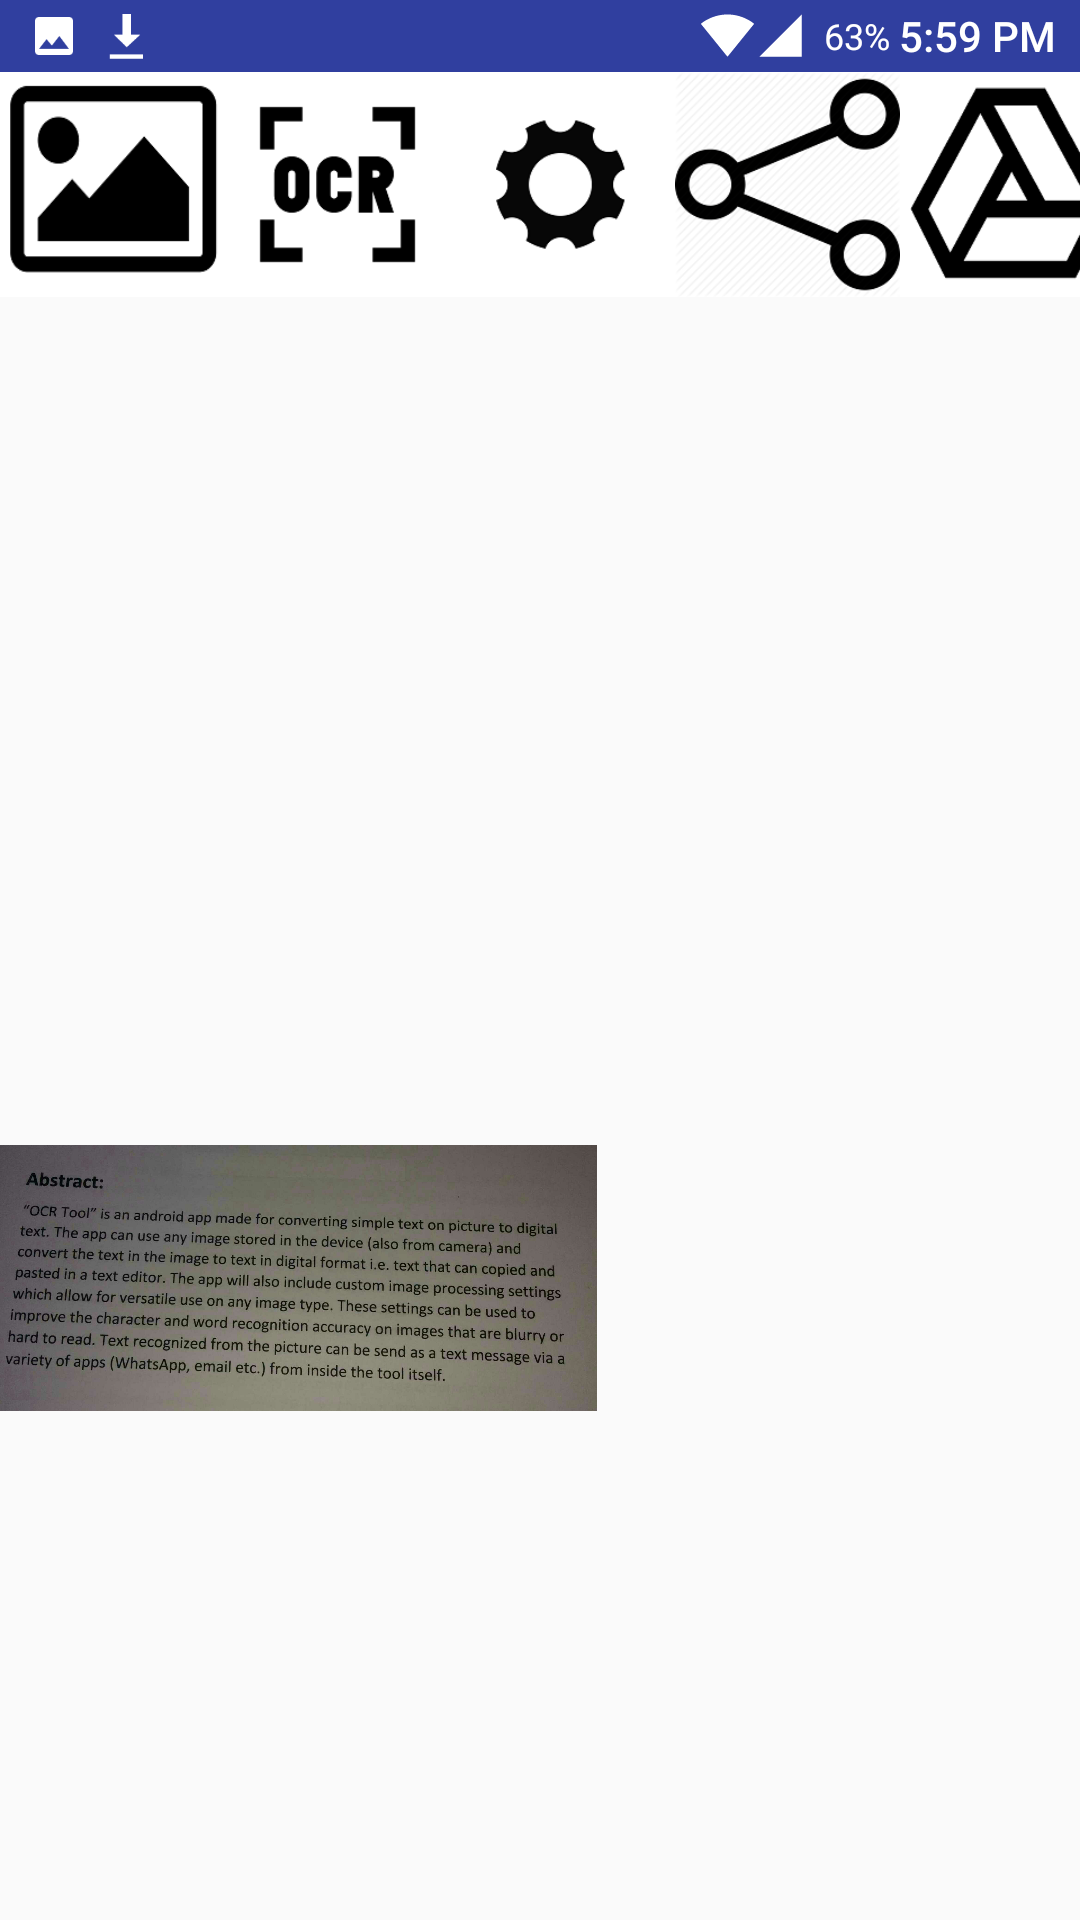 63% 5:59 PM
OCR
Abstract:
"OCR Tool" is an android app made for converting simple text on picture to digital
text. The app can use any image stored in the device (also from camera) and
convert the text in the image to text in digital format i.e. text that can copied and
pasted in a text editor. The app will also include custom image processing settings
which allow for versatile use on any image type. These settings can be used to
improve the character and word recognition accuracy on images that are blurry or
hard to read. Text recognized from the picture can be send as a text message via a
variety of apps (WhatsApp, email etc.) from inside the tool itself.